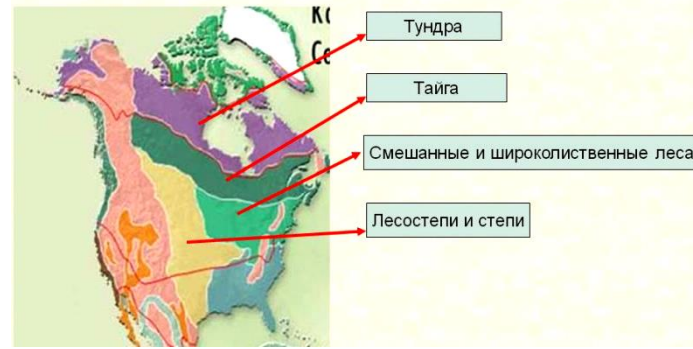 Тундра
Тайга
Смешанные и широколиственные леса
Лесостепи и степи